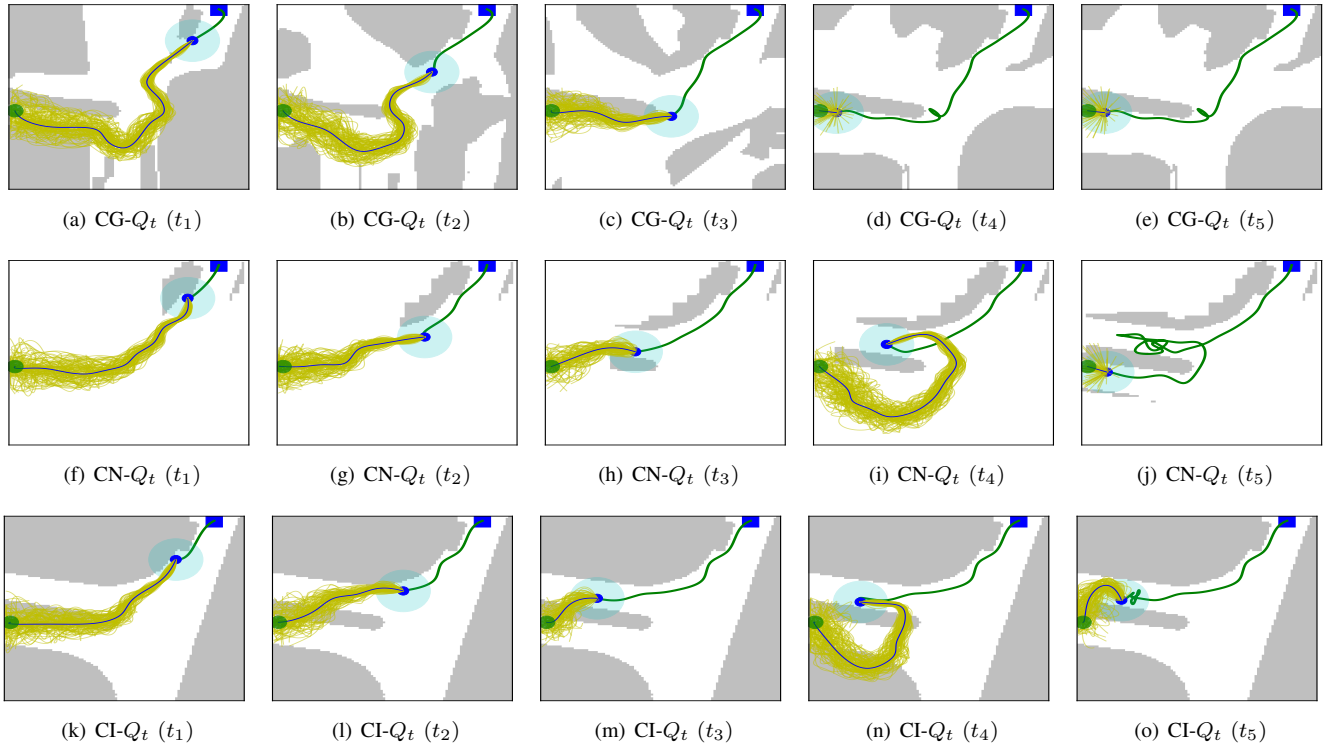 (a) CG-Qt (t1)
(b) CG-Qt (t2)
(c) CG-Qt (t3)
(d) CG-Qt (t4)
(e) CG-Qt (t5)
(f) CN-Qt (t1)
(g) CN-Qt (t2)
(h) CN-Qt (t3)
(i) CN-Qt (t4)
(j) CN-Qt (t5)
(k) CI-Qt (t1)
(l) CI-Qt (t2)
(m) CI-Qt (t3)
(n) CI-Qt (t4)
(o) CI-Qt (t5)